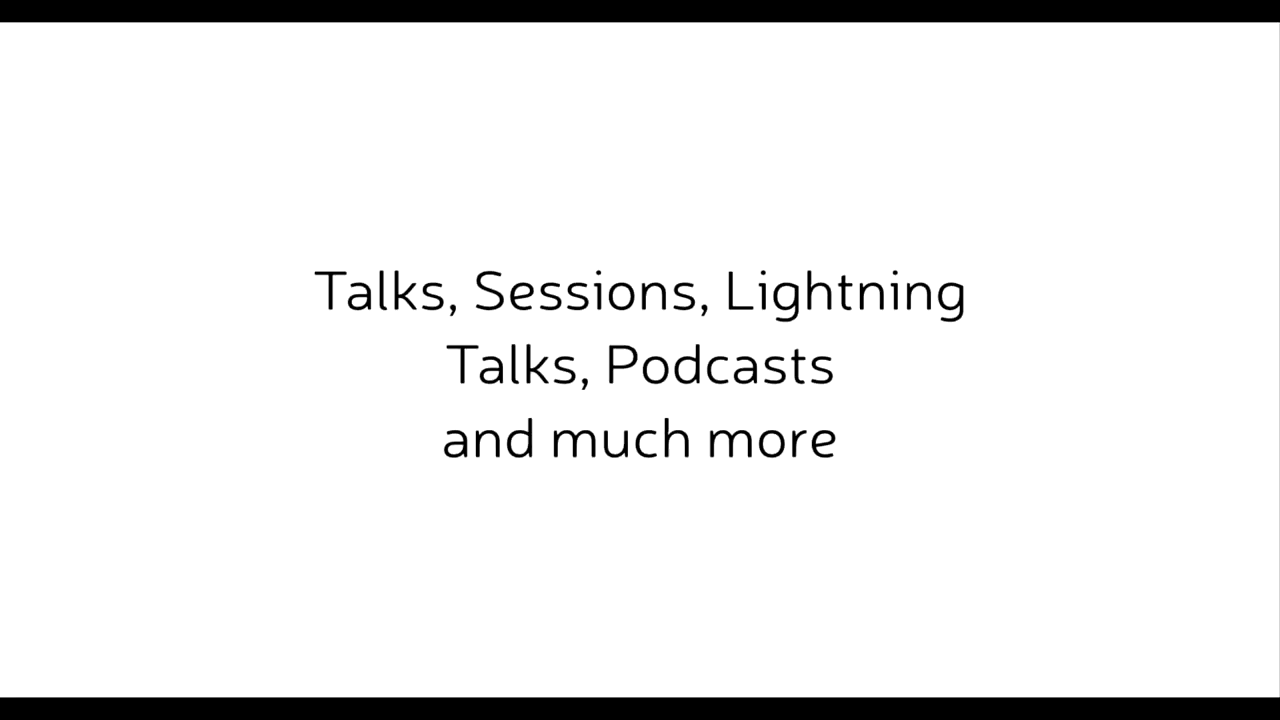 Talks, Sessions, Lightning
Talks, Podcasts
and much more